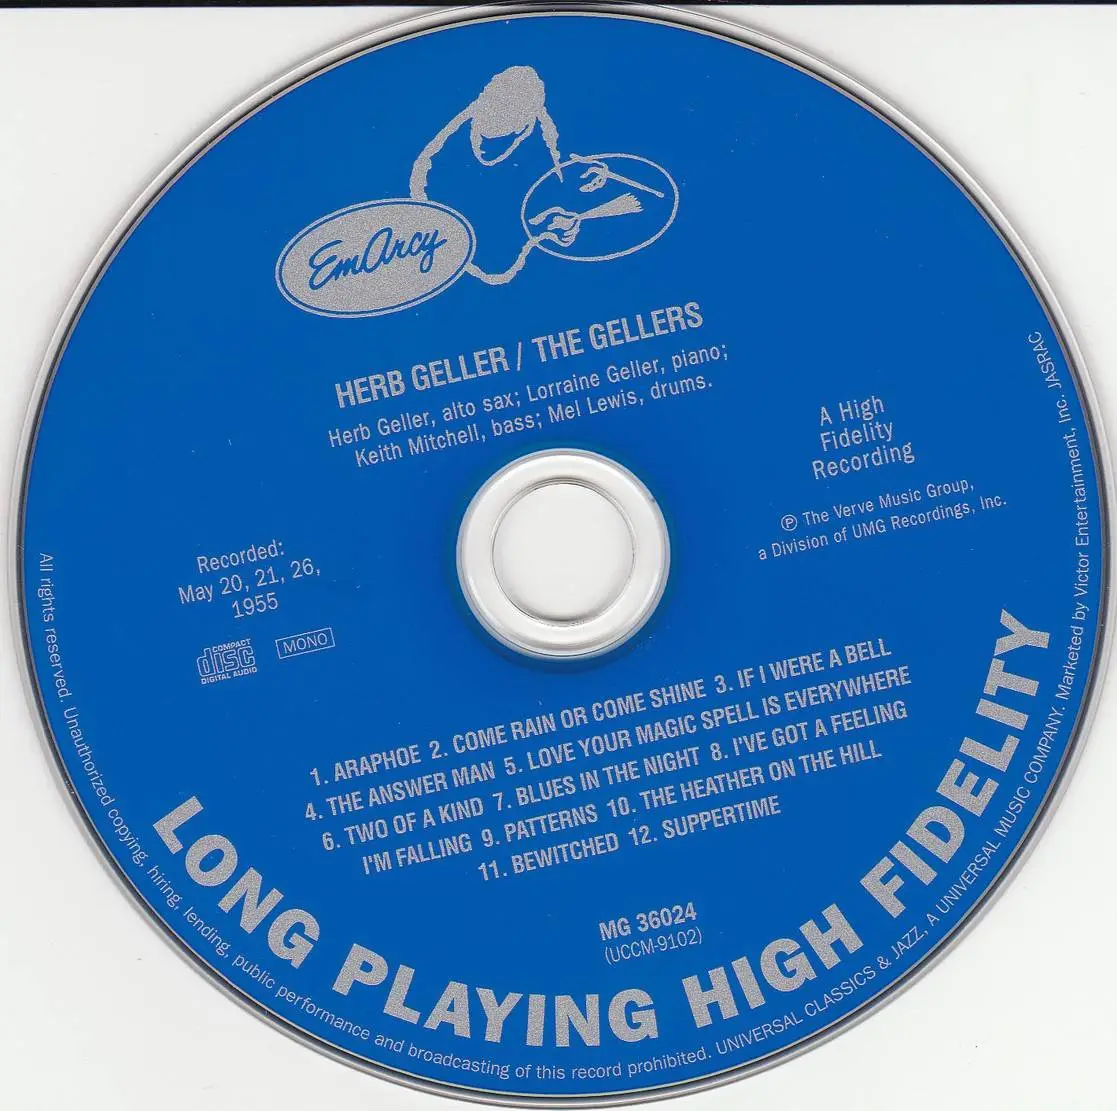 EmArcy
HERB GELLER / THE GELLERS
Herb Geller, alto sax; Lorraine Geller, piano;
Keith Mitchell, bass; Mel Lewis, drums.
A High
Fidelity
Recording
℗ The Verve Music Group,
a Division of UMG Recordings, Inc.
Recorded:
May 20, 21, 26,
1955
COMPACT
disc
DIGITAL AUDIO
MONO
1. ARAPHOE 2. COME RAIN OR COME SHINE 3. IF I WERE A BELL
4. THE ANSWER MAN 5. LOVE YOUR MAGIC SPELL IS EVERYWHERE
6. TWO OF A KIND 7. BLUES IN THE NIGHT 8. I'VE GOT A FEELING
I'M FALLING 9. PATTERNS 10. THE HEATHER ON THE HILL
11. BEWITCHED 12. SUPPERTIME
MG 36024
(UCCM-9102)
LONG PLAYING HIGH FIDELITY
All rights reserved. Unauthorized copying, hiring, lending, public performance and broadcasting of this record prohibited. UNIVERSAL CLASSICS & JAZZ, A UNIVERSAL MUSIC COMPANY. Marketed by Victor Entertainment, Inc. JASRAC